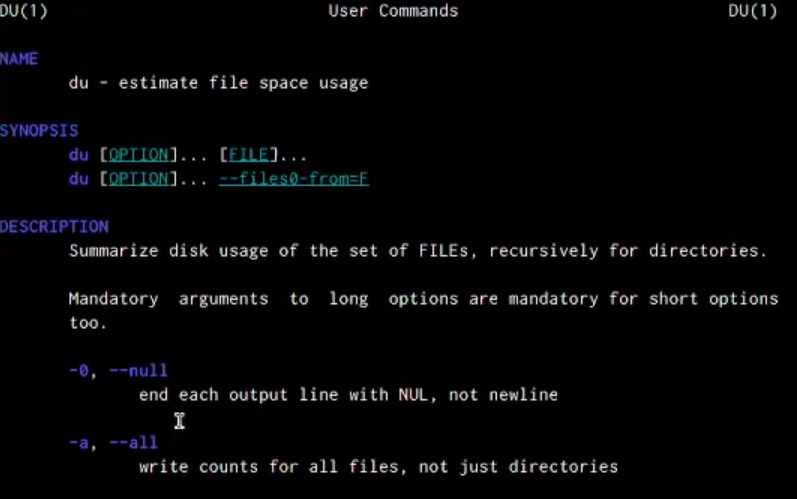 DU(1) User Commands DU(1)
NAME
du - estimate file space usage
SYNOPSIS
du [OPTION]... [FILE]...
du [OPTION]... --files0-from=F
DESCRIPTION
Summarize disk usage of the set of FILEs, recursively for directories.
Mandatory arguments to long options are mandatory for short options
too.
-0, --null
end each output line with NUL, not newline
-a, --all
write counts for all files, not just directories